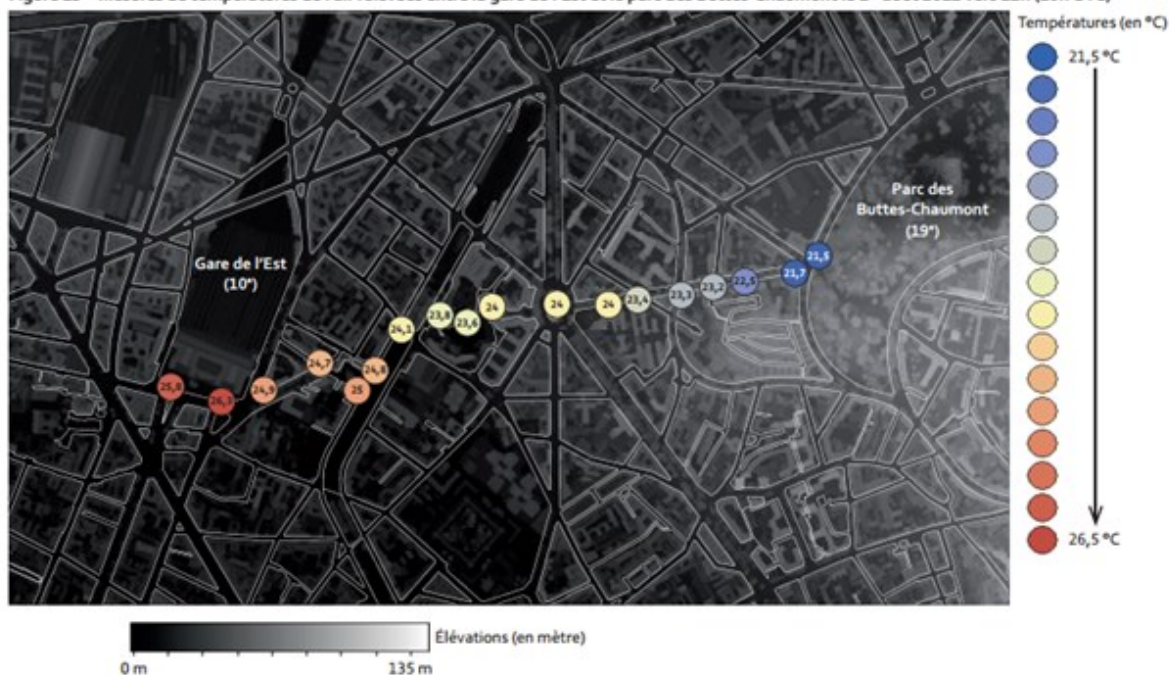 Températures (en °C)
21,5 °C
Parc des
Buttes-Chaumont
(19e)
Gare de l'Est
(10e)
21,5
21,7
22,5
23,2
23,3
23,4
24
24
24
23,6
23,8
24,1
24,8
25
24,7
24,9
26,3
25,8
26,5 °C
Élévations (en mètre)
0 m
135 m